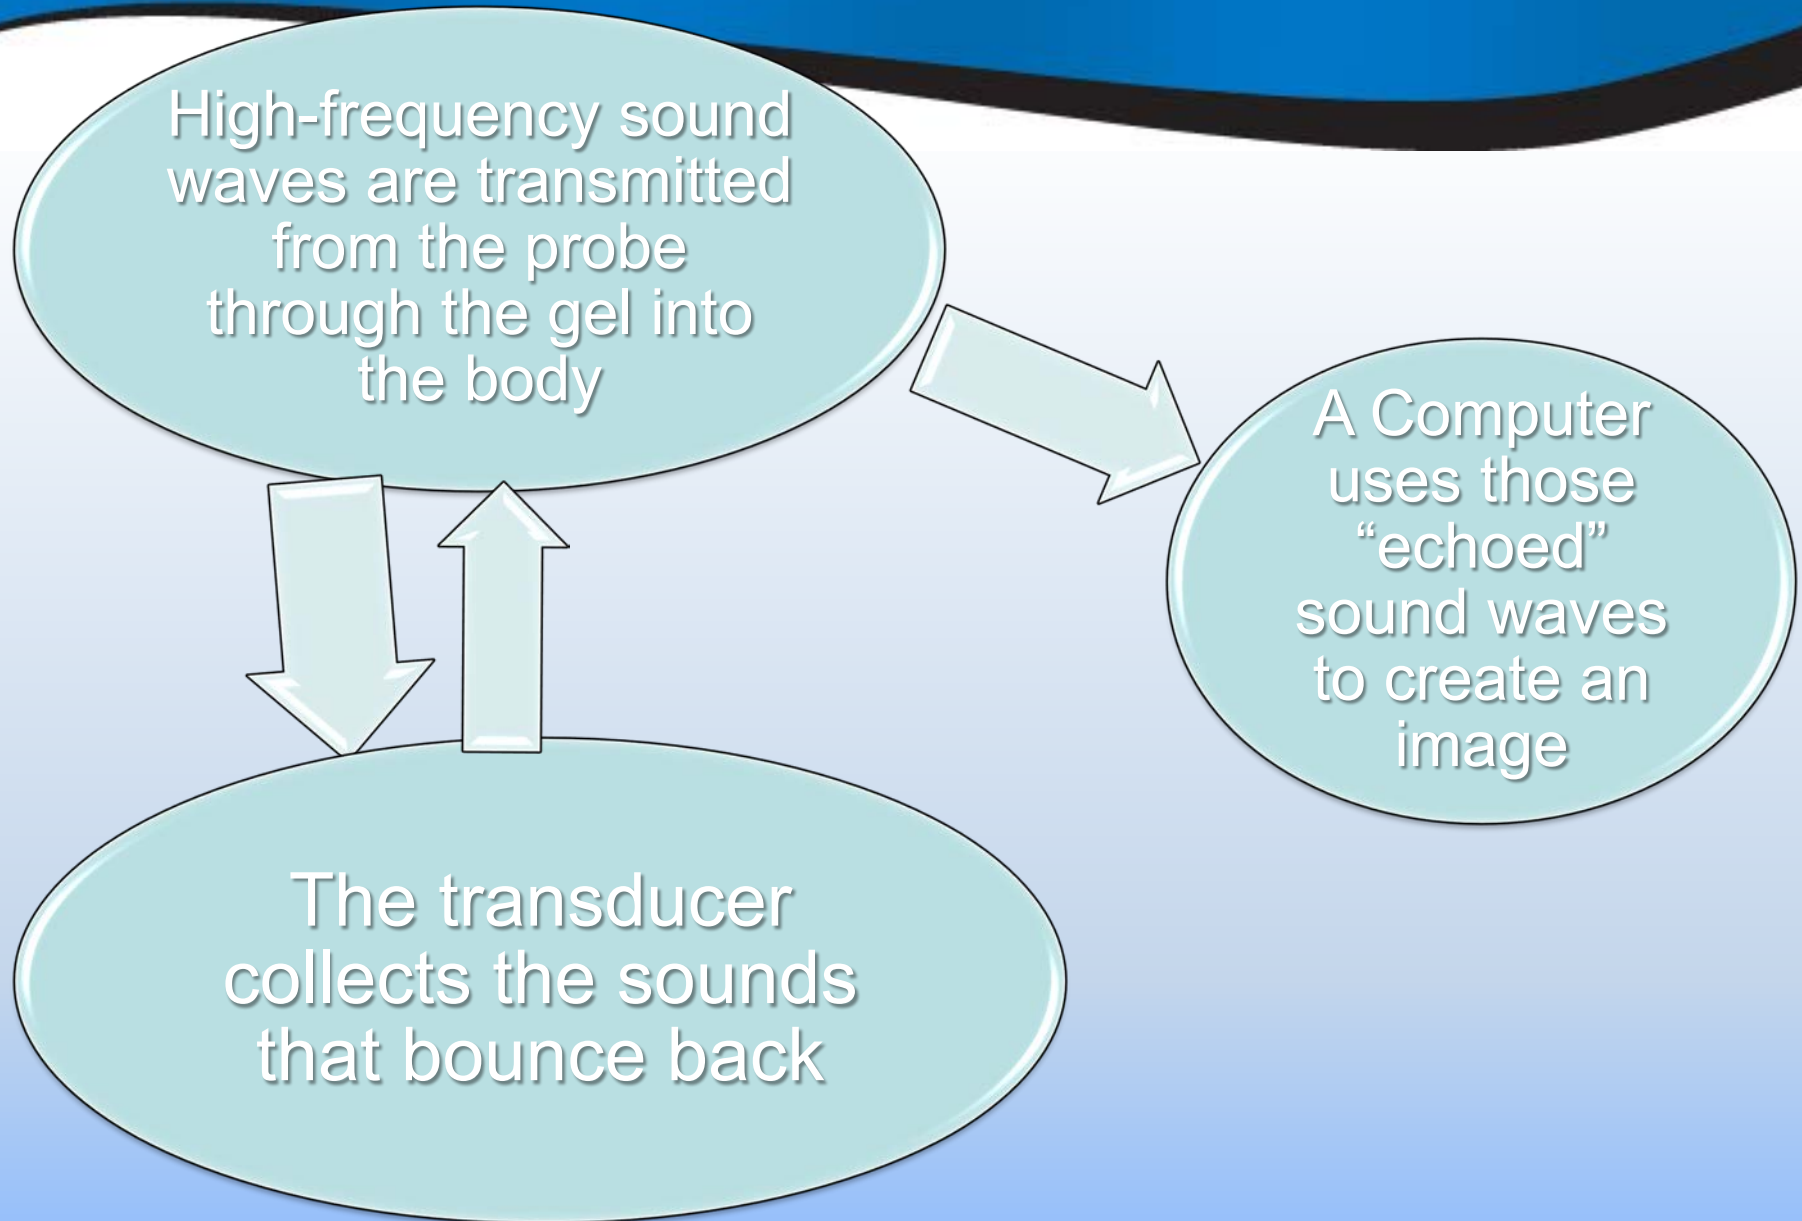 High-frequency sound
waves are transmitted
from the probe
through the gel into
the body
A Computer
uses those
“echoed”
sound waves
to create an
image
The transducer
collects the sounds
that bounce back